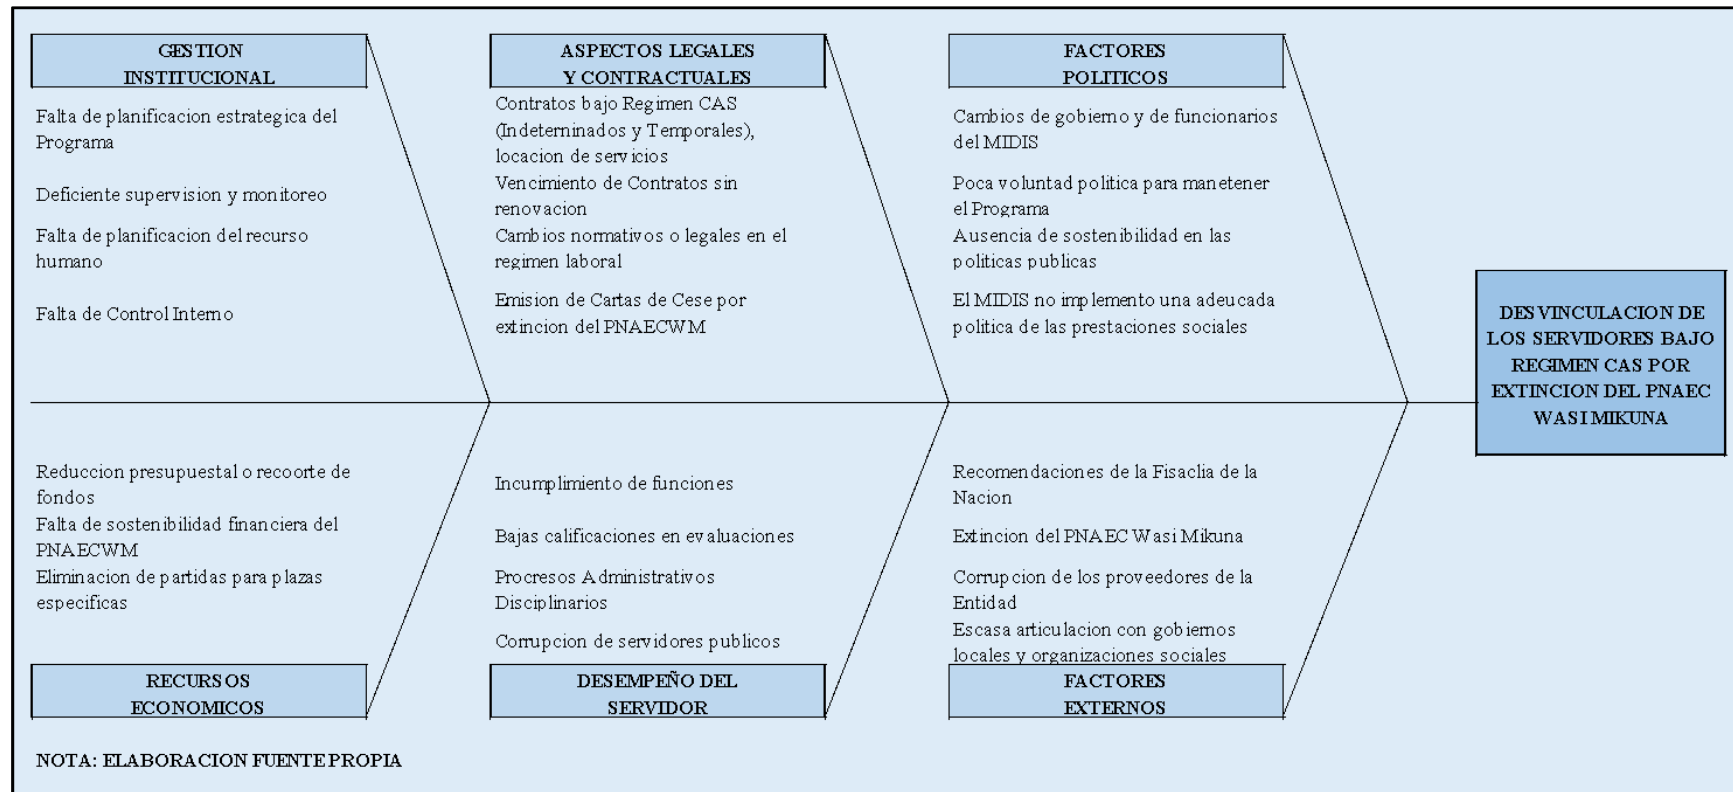 GESTION
INSTITUCIONAL
Falta de planificacion estrategica del
Programa
Deficiente supervision y monitoreo
Falta de planificacion del recurso
humano
Falta de Control Interno
ASPECTOS LEGALES
Y CONTRACTUALES
Contratos bajo Regimen CAS
(Indeterninados y Temporales),
locacion de servicios
Vencimiento de Contratos sin
renovacion
Cambios normativos o legales en el
regimen laboral
Emision de Cartas de Cese por
extincion del PNAECWM
FACTORES
POLITICOS
Cambios de gobierno y de funcionarios
del MIDIS
Poca voluntad politica para manetener
el Programa
Ausencia de sostenibilidad en las
politicas publicas
El MIDIS no implemento una adeucada
politica de las prestaciones sociales
DESVINCULACION DE
LOS SERVIDORES BAJO
REGIMEN CAS POR
EXTINCION DEL PNAEC
WASI MIKUNA
Reduccion presupuestal o recoorte de
fondos
Falta de sostenibilidad financiera del
PNAECWM
Eliminacion de partidas para plazas
especificas
RECURSOS
ECONOMICOS
Incumplimiento de funciones
Bajas calificaciones en evaluaciones
Procresos Administrativos
Disciplinarios
Corrupcion de servidores publicos
DESEMPEÑO DEL
SERVIDOR
Recomendaciones de la Fisaclia de la
Nacion
Extincion del PNAEC Wasi Mikuna
Corrupcion de los proveedores de la
Entidad
Escasa articulacion con gobiernos
locales y organizaciones sociales
FACTORES
EXTERNOS
NOTA: ELABORACION FUENTE PROPIA